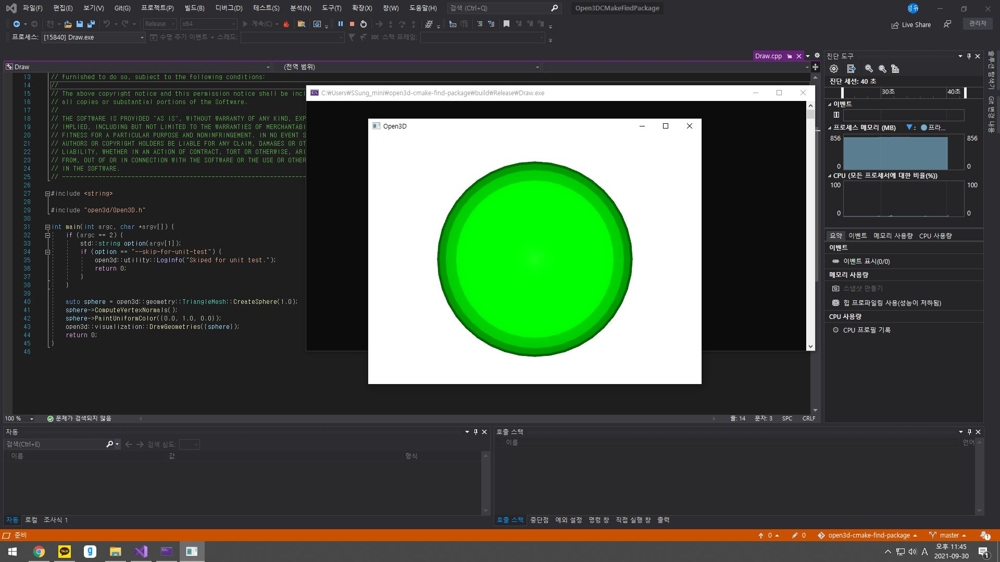 파일(F) 편집(E) 보기(V) Git(G) 프로젝트(P) 빌드(B) 디버그(D) 테스트(S) 분석(N) 도구(T) 확장(X) 창(W) 도움말(H) 검색 (Ctrl+Q) Open3DCMakeFindPackage 성유
Release x64 계속(C) Live Share 관리자
프로세스: [15840] Draw.exe 수명 주기 이벤트 스레드: 스택 프레임:
Draw.cpp
Draw (전역 범위)
13 // furnished to do so, subject to the following conditions:
14 //
15 // The above copyright notice and this permission notice shall be incl
16 // all copies or substantial portions of the Software.
17 //
18 // THE SOFTWARE IS PROVIDED "AS IS", WITHOUT WARRANTY OF ANY KIND, EXP
19 // IMPLIED, INCLUDING BUT NOT LIMITED TO THE WARRANTIES OF MERCHANTABI
20 // FITNESS FOR A PARTICULAR PURPOSE AND NONINFRINGEMENT. IN NO EVENT S
21 // AUTHORS OR COPYRIGHT HOLDERS BE LIABLE FOR ANY CLAIM, DAMAGES OR OT
22 // LIABILITY, WHETHER IN AN ACTION OF CONTRACT, TORT OR OTHERWISE, ARI
23 // FROM, OUT OF OR IN CONNECTION WITH THE SOFTWARE OR THE USE OR OTHER
24 // IN THE SOFTWARE.
25 // ----------------------------------------------------------------------------
26
27 #include <string>
28
29 #include "open3d/Open3D.h"
30
31 int main(int argc, char *argv[]) {
32 if (argc == 2) {
33 std::string option(argv[1]);
34 if (option == "--skip-for-unit-test") {
35 open3d::utility::LogInfo("Skiped for unit test.");
36 return 0;
37 }
38 }
39
40 auto sphere = open3d::geometry::TriangleMesh::CreateSphere(1.0);
41 sphere->ComputeVertexNormals();
42 sphere->PaintUniformColor({0.0, 1.0, 0.0});
43 open3d::visualization::DrawGeometries({sphere});
44 return 0;
45 }
46
C:₩Users₩SSung_mini₩open3d-cmake-find-package₩build₩Release₩Draw.exe
Open3D
진단 도구
진단 세션: 40 초
30초 40초
이벤트
프로세스 메모리 (MB) 프라...
856 856
0 0
CPU (모든 프로세서에 대한 비율(%))
100 100
0 0
요약 이벤트 메모리 사용량 CPU 사용량
이벤트
이벤트 표시(0/0)
메모리 사용량
스냅샷 만들기
힙 프로파일링 사용(성능이 저하됨)
CPU 사용량
CPU 프로필 기록
솔루션 탐색기
Git 변경 내용
100 % 문제가 검색되지 않음 줄: 14 문자: 3 SPC CRLF
자동
검색(Ctrl+E) 검색 심도:
이름 값 형식
자동 로컬 조사식 1
호출 스택
이름 언어
호출 스택 중단점 예외 설정 명령 창 직접 실행 창 출력
준비 0 0 open3d-cmake-find-package master 1
TALK g A 오후 11:45
2021-09-30 1